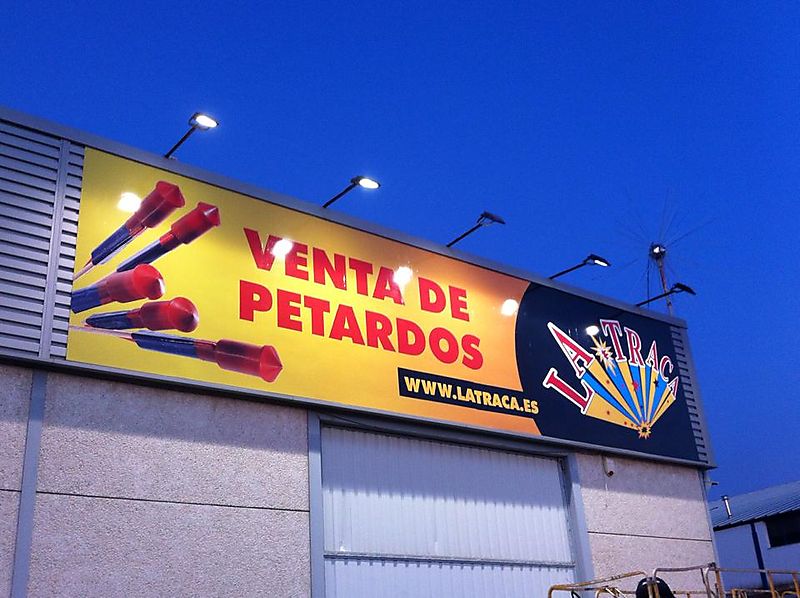 VENTA DE
PETARDOS
WWW.LATRACA.ES
LA TRACA